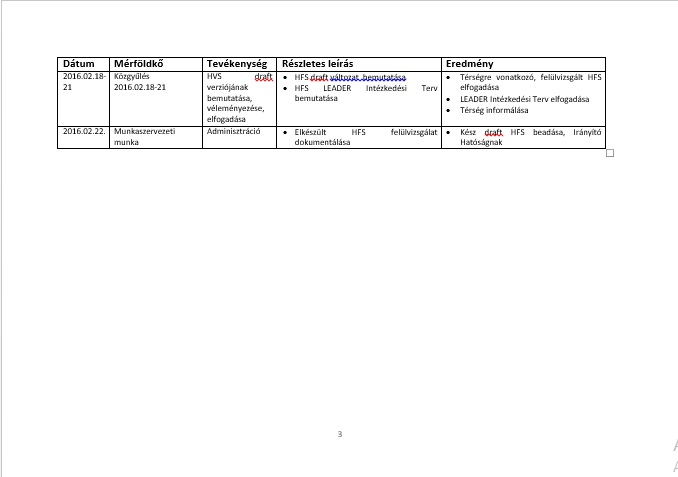 Dátum Mérföldkő Tevékenység Részletes leírás Eredmény
2016.02.18-
21
Közgyűlés
2016.02.18-21
HVS draft
verziójának
bemutatása,
véleményezése,
elfogadása
• HFS draft változat bemutatása
• HFS LEADER Intézkedési Terv
bemutatása
• Térségre vonatkozó, felülvizsgált HFS
elfogadása
• LEADER Intézkedési Terv elfogadása
• Térség informálása
2016.02.22.
Munkaszervezeti
munka
Adminisztráció
• Elkészült HFS felülvizsgálat
dokumentálása
• Kész draft HFS beadása, Irányító
Hatóságnak
3
A
A